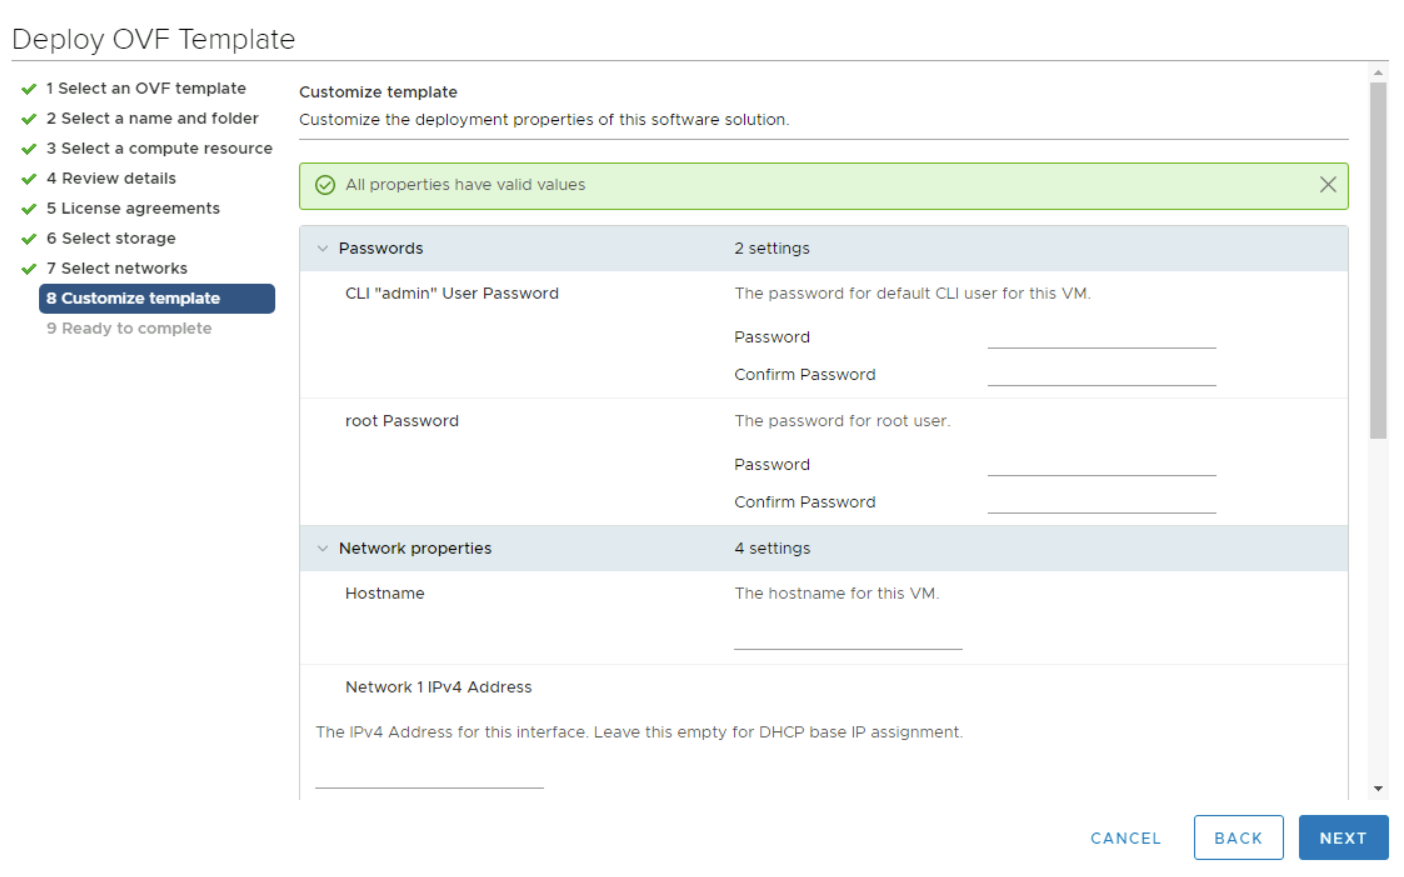 Deploy OVF Template
1 Select an OVF template
2 Select a name and folder
3 Select a compute resource
4 Review details
5 License agreements
6 Select storage
7 Select networks
8 Customize template
9 Ready to complete
Customize template
Customize the deployment properties of this software solution.
All properties have valid values
Passwords 2 settings
CLI "admin" User Password The password for default CLI user for this VM.
Password
Confirm Password
root Password The password for root user.
Password
Confirm Password
Network properties 4 settings
Hostname The hostname for this VM.
Network 1 IPv4 Address
The IPv4 Address for this interface. Leave this empty for DHCP base IP assignment.
CANCEL BACK NEXT